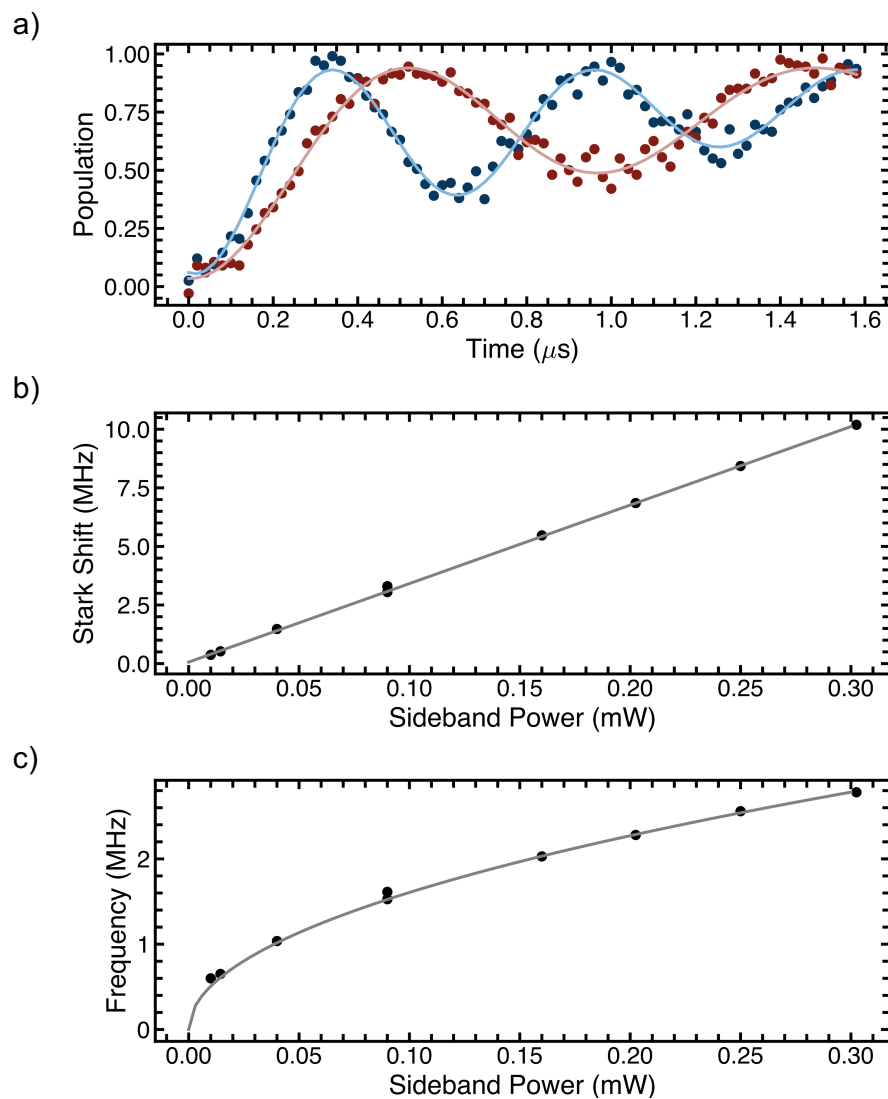 a)
1.00
0.75
0.50
0.25
0.00
Population
0.0 0.2 0.4 0.6 0.8 1.0 1.2 1.4 1.6
Time (μs)
b)
10.0
7.5
5.0
2.5
0.0
Stark Shift (MHz)
0.00 0.05 0.10 0.15 0.20 0.25 0.30
Sideband Power (mW)
c)
2
1
0
Frequency (MHz)
0.00 0.05 0.10 0.15 0.20 0.25 0.30
Sideband Power (mW)